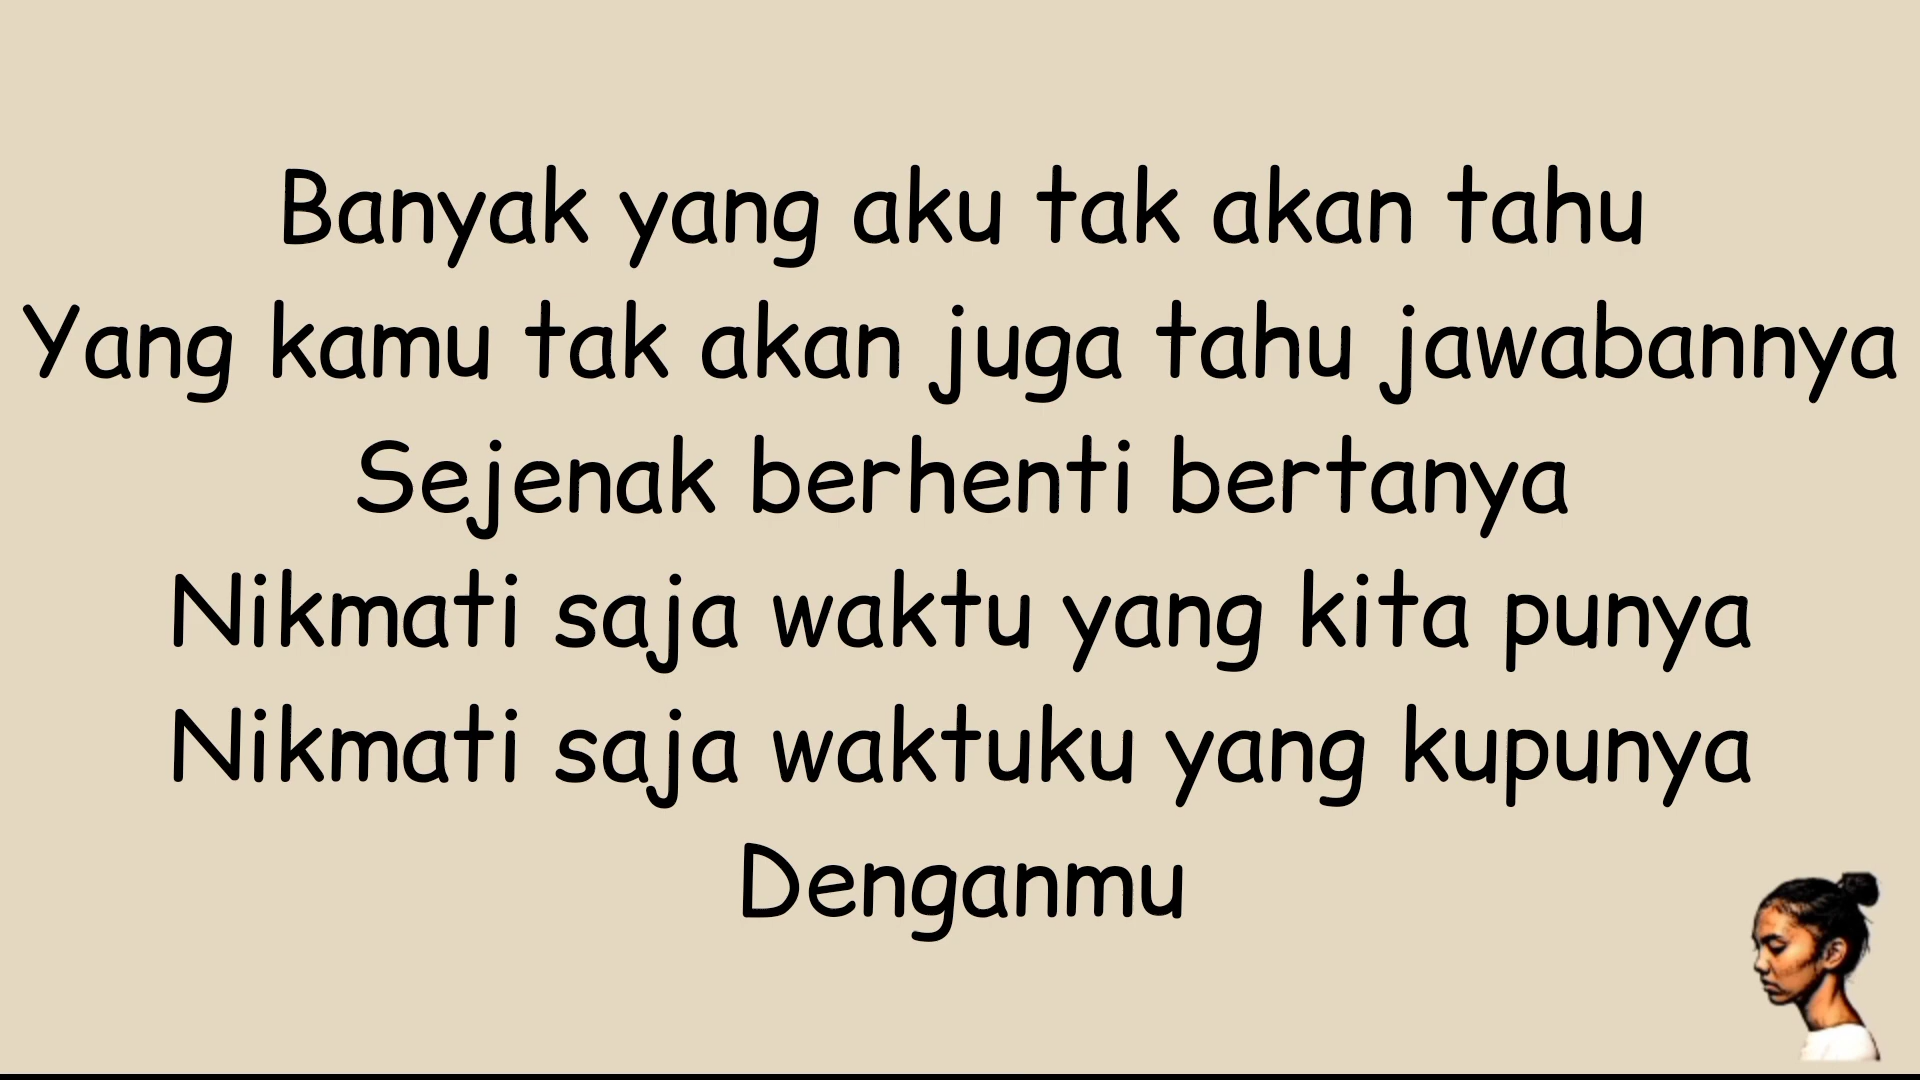 Banyak yang aku tak akan tahu
Yang kamu tak akan juga tahu jawabannya
Sejenak berhenti bertanya
Nikmati saja waktu yang kita punya
Nikmati saja waktuku yang kupunya
Denganmu